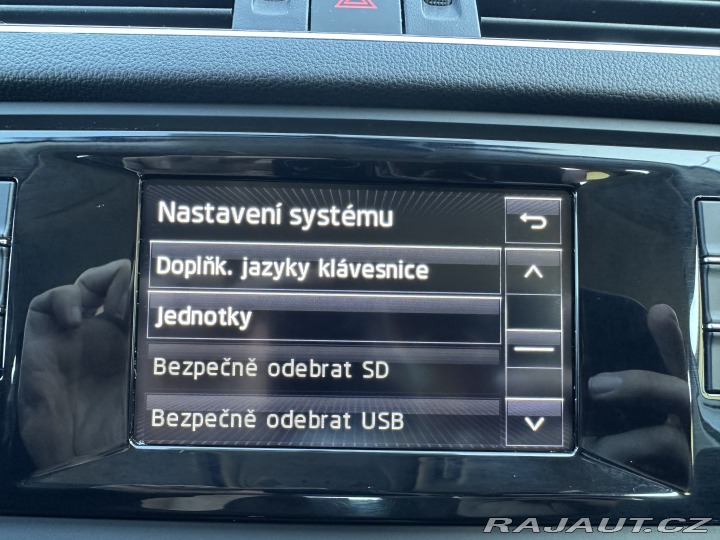 Nastavení systému
Doplňk. jazyky klávesnice
Jednotky
Bezpečně odebrat SD
Bezpečně odebrat USB
RAJAUT.CZ